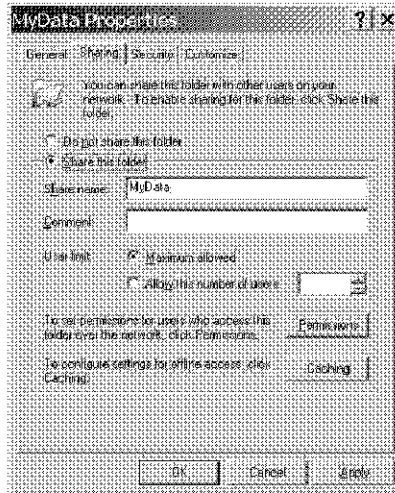 MyData Properties ? ×
General Sharing Security Customize
You can share this folder with other users on your
network. To enable sharing for this folder, click Share this
folder.
Do not share this folder
Share this folder
Share name: MyData
Comment:
User limit: Maximum allowed
Allow this number of users
To set permissions for users who access this
folder over the network, click Permissions.
Permissions
To configure settings for offline access, click
Caching.
Caching
OK Cancel Apply